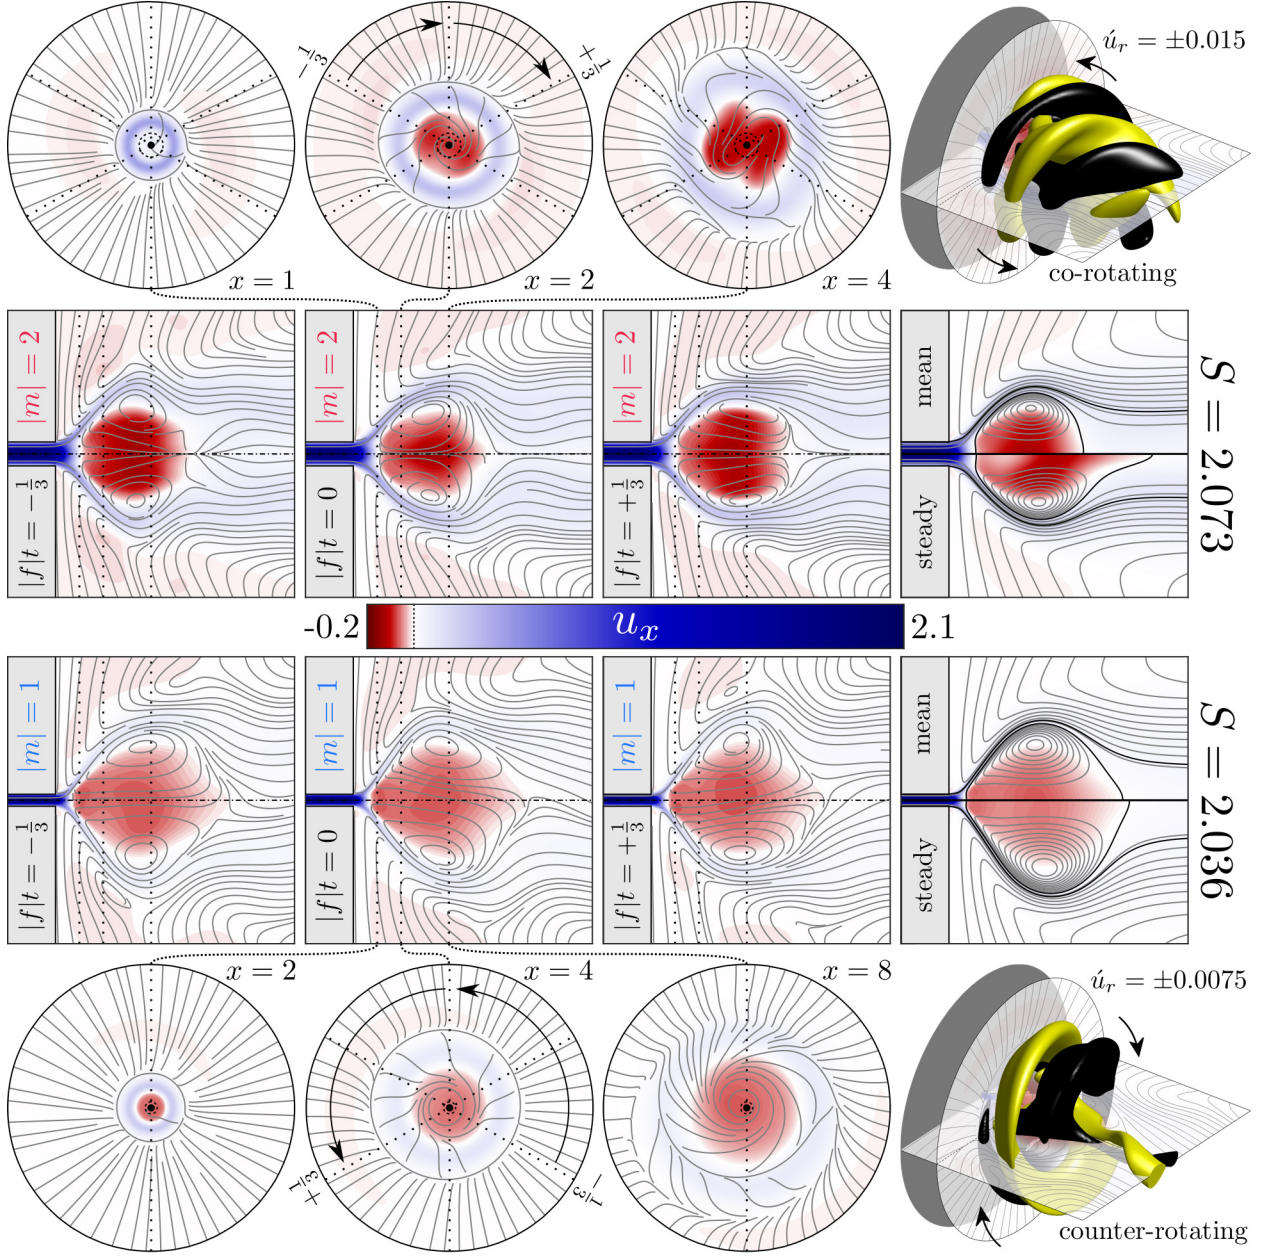 −1/3
+1/3
x = 1
x = 2
x = 4
ú_r = ±0.015
co-rotating
|m| = 2
|f|t = −1/3
|m| = 2
|f|t = 0
|m| = 2
|f|t = +1/3
mean
steady
S = 2.073
-0.2
u_x
2.1
|m| = 1
|f|t = −1/3
|m| = 1
|f|t = 0
|m| = 1
|f|t = +1/3
mean
steady
S = 2.036
x = 2
x = 4
x = 8
+1/3
−1/3
ú_r = ±0.0075
counter-rotating